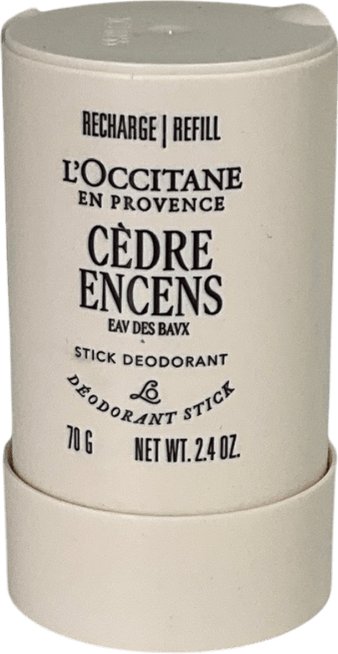 RECHARGE | REFILL
L'OCCITANE
EN PROVENCE
CÈDRE
ENCENS
EAV DES BAVX
STICK DEODORANT
LO
DÉODORANT STICK
70 G NET WT. 2.4 OZ.